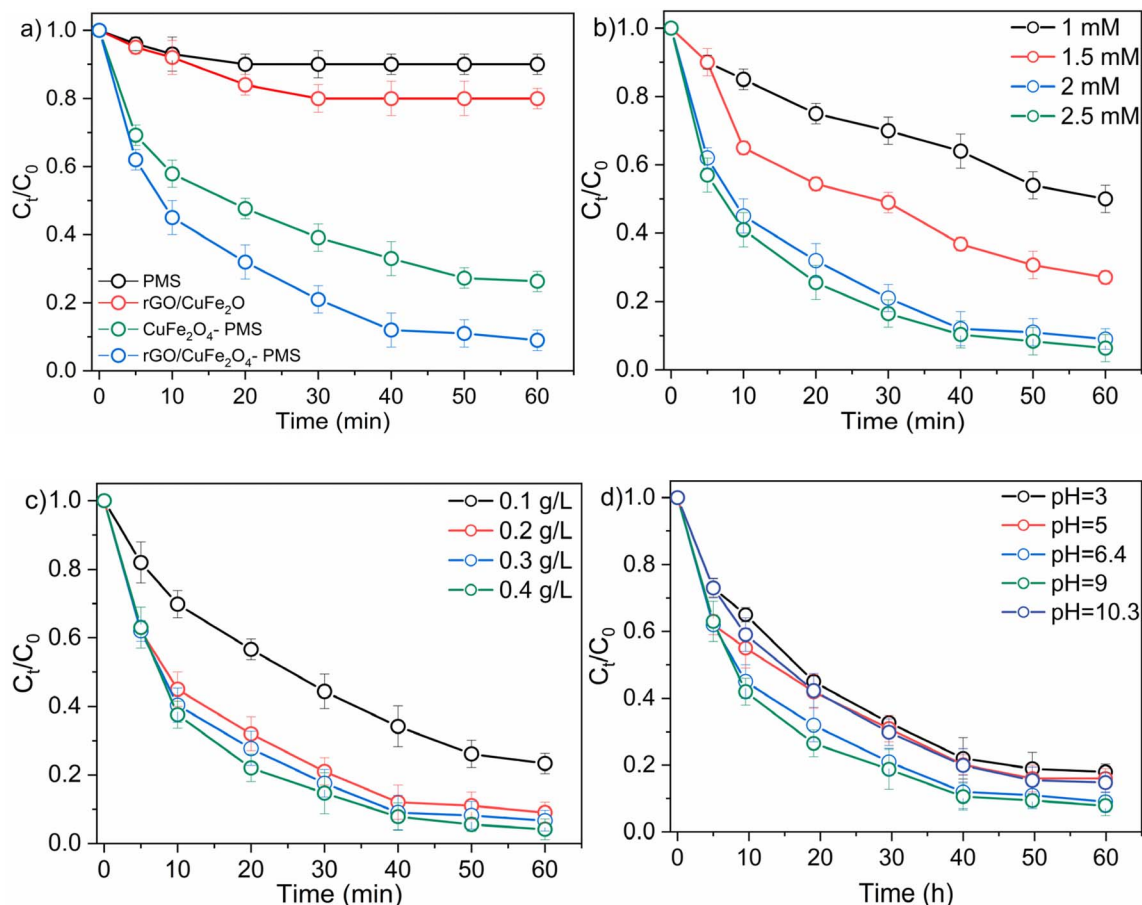 a)
1.0
0.8
0.6
0.4
0.2
0.0
Cₜ/C₀
PMS
rGO/CuFe₂O
CuFe₂O₄- PMS
rGO/CuFe₂O₄- PMS
0 10 20 30 40 50 60
Time (min)
b)
1.0
0.8
0.6
0.4
0.2
0.0
Cₜ/C₀
1 mM
1.5 mM
2 mM
2.5 mM
0 10 20 30 40 50 60
Time (min)
c)
1.0
0.8
0.6
0.4
0.2
0.0
Cₜ/C₀
0.1 g/L
0.2 g/L
0.3 g/L
0.4 g/L
0 10 20 30 40 50 60
Time (min)
d)
1.0
0.8
0.6
0.4
0.2
0.0
Cₜ/C₀
pH=3
pH=5
pH=6.4
pH=9
pH=10.3
0 10 20 30 40 50 60
Time (h)